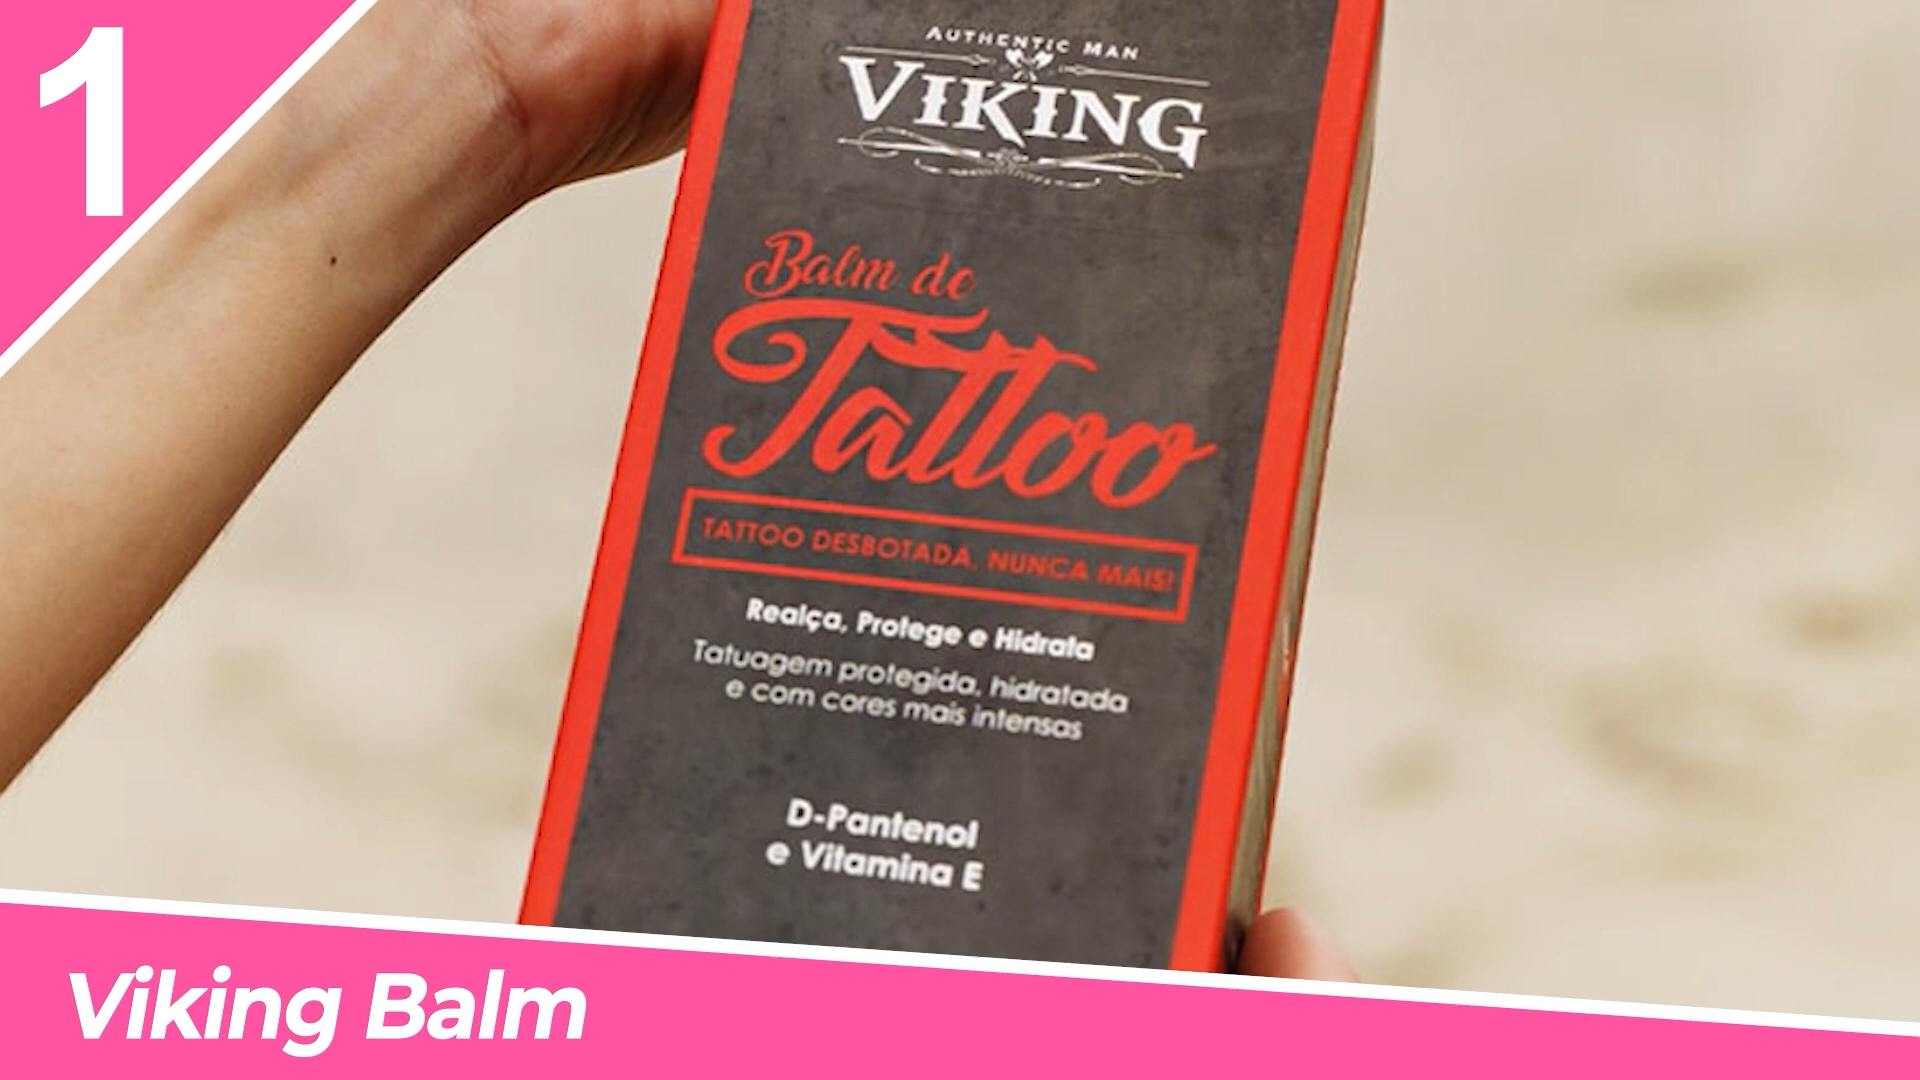 1
AUTHENTIC MAN
VIKING
Balm de
Tattoo
TATTOO DESBOTADA, NUNCA MAIS!
Realça, Protege e Hidrata
Tatuagem protegida, hidratada
e com cores mais intensas
D-Pantenol
e Vitamina E
Viking Balm